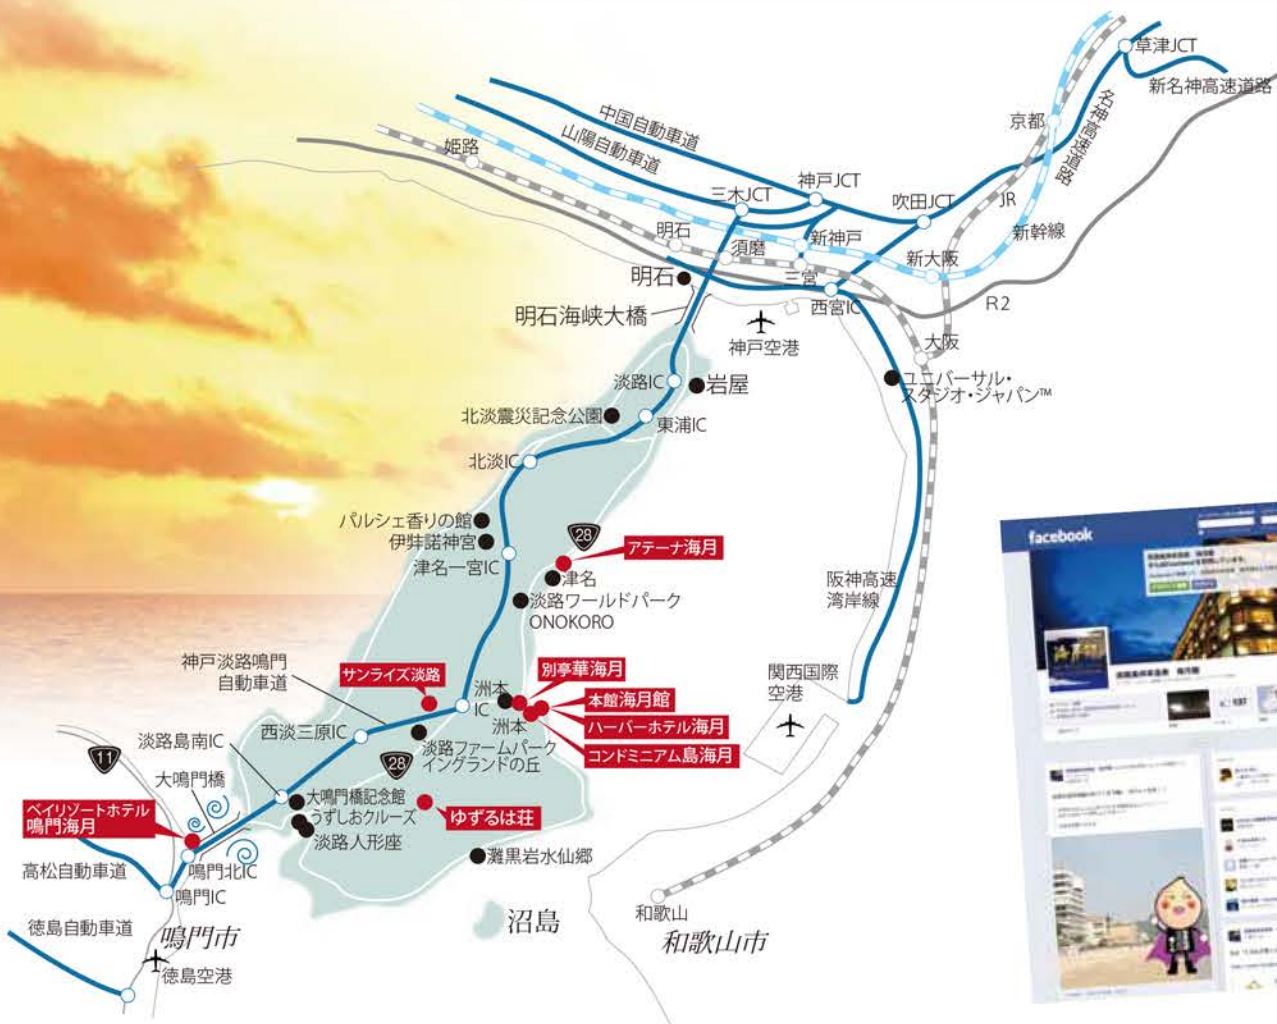 草津JCT
新名神高速道路
名神高速道路
京都
中国自動車道
山陽自動車道
姫路
神戸JCT
三木JCT
吹田JCT
JR
新幹線
明石
須磨
新神戸
新大阪
三宮
明石
西宮IC
R2
明石海峡大橋
神戸空港
大阪
淡路IC
岩屋
ユニバーサル・
スタジオ・ジャパン™
北淡震災記念公園
東浦IC
北淡IC
パルシェ香りの館
伊弉諾神宮
28
アテーナ海月
津名一宮IC
津名
淡路ワールドパーク
ONOKORO
阪神高速
湾岸線
facebook
神戸淡路鳴門
自動車道
サンライズ淡路
別亭華海月
洲本
IC
本館海月館
洲本
ハーバーホテル海月
コンドミニアム島海月
関西国際
空港
西淡三原IC
淡路島南IC
淡路ファームパーク
イングランドの丘
28
11
大鳴門橋
大鳴門橋記念館
うずしおクルーズ
淡路人形座
ゆずるは荘
ベイリゾートホテル
鳴門海月
灘黒岩水仙郷
高松自動車道
鳴門北IC
鳴門IC
徳島自動車道
鳴門市
徳島空港
沼島
和歌山
和歌山市